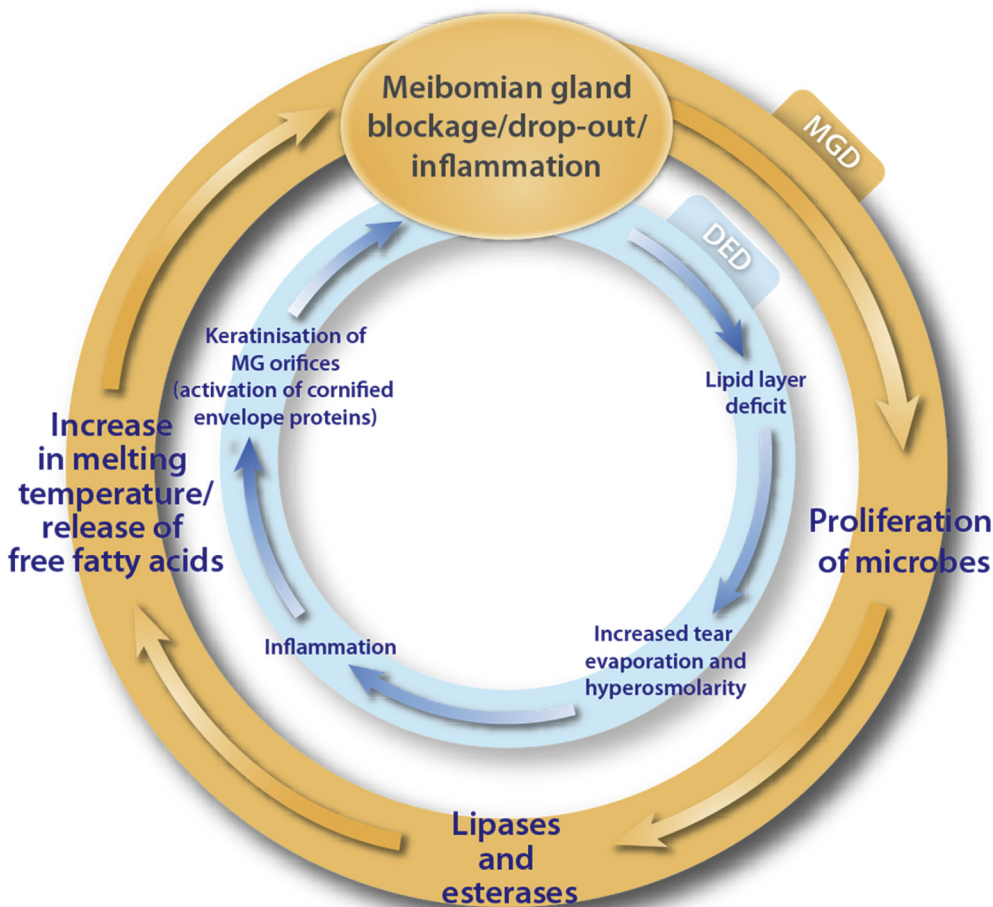 Meibomian gland
blockage/drop-out/
inflammation
MGD
DED
Keratinisation of
MG orifices
(activation of cornified
envelope proteins)
Lipid layer
deficit
Increase
in melting
temperature/
release of
free fatty acids
Proliferation
of microbes
Inflammation
Increased tear
evaporation and
hyperosmolarity
Lipases
and
esterases